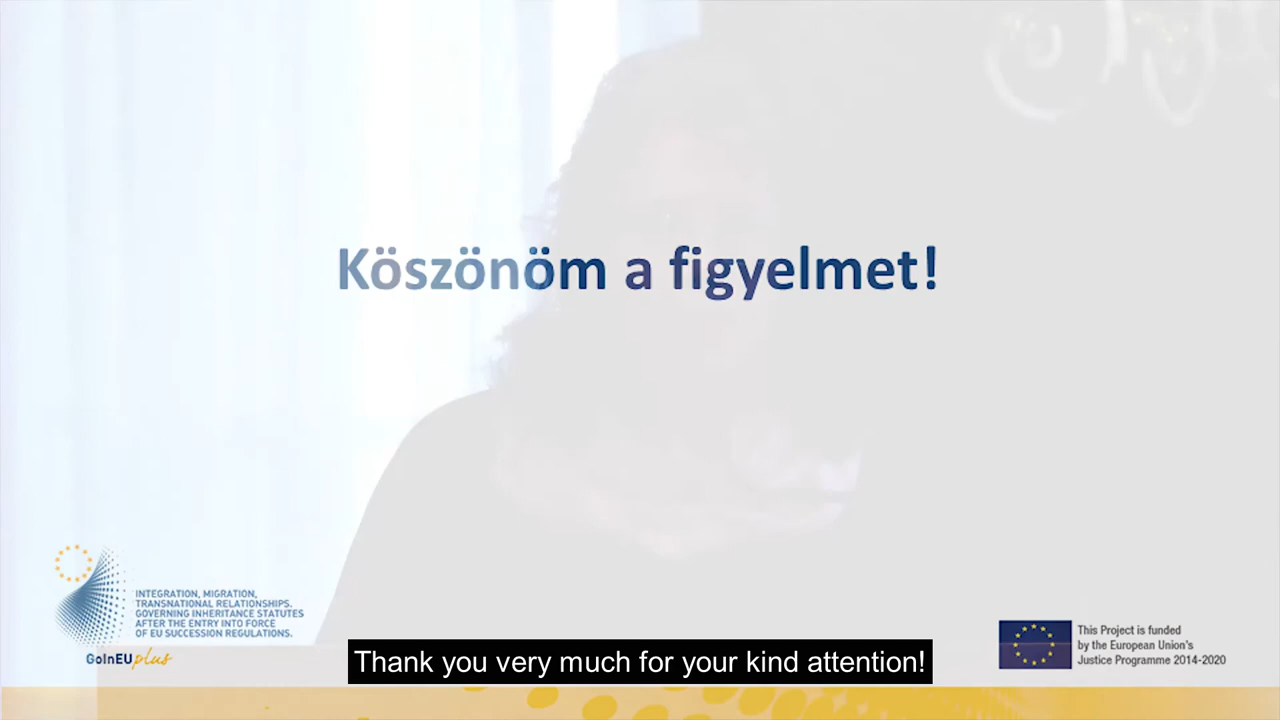 Köszönöm a figyelmet!
INTEGRATION, MIGRATION,
TRANSNATIONAL RELATIONSHIPS.
GOVERNING INHERITANCE STATUTES
AFTER THE ENTRY INTO FORCE
OF EU SUCCESSION REGULATIONS.
GoInEUplus
This Project is funded
by the European Union's
Justice Programme 2014-2020
Thank you very much for your kind attention!